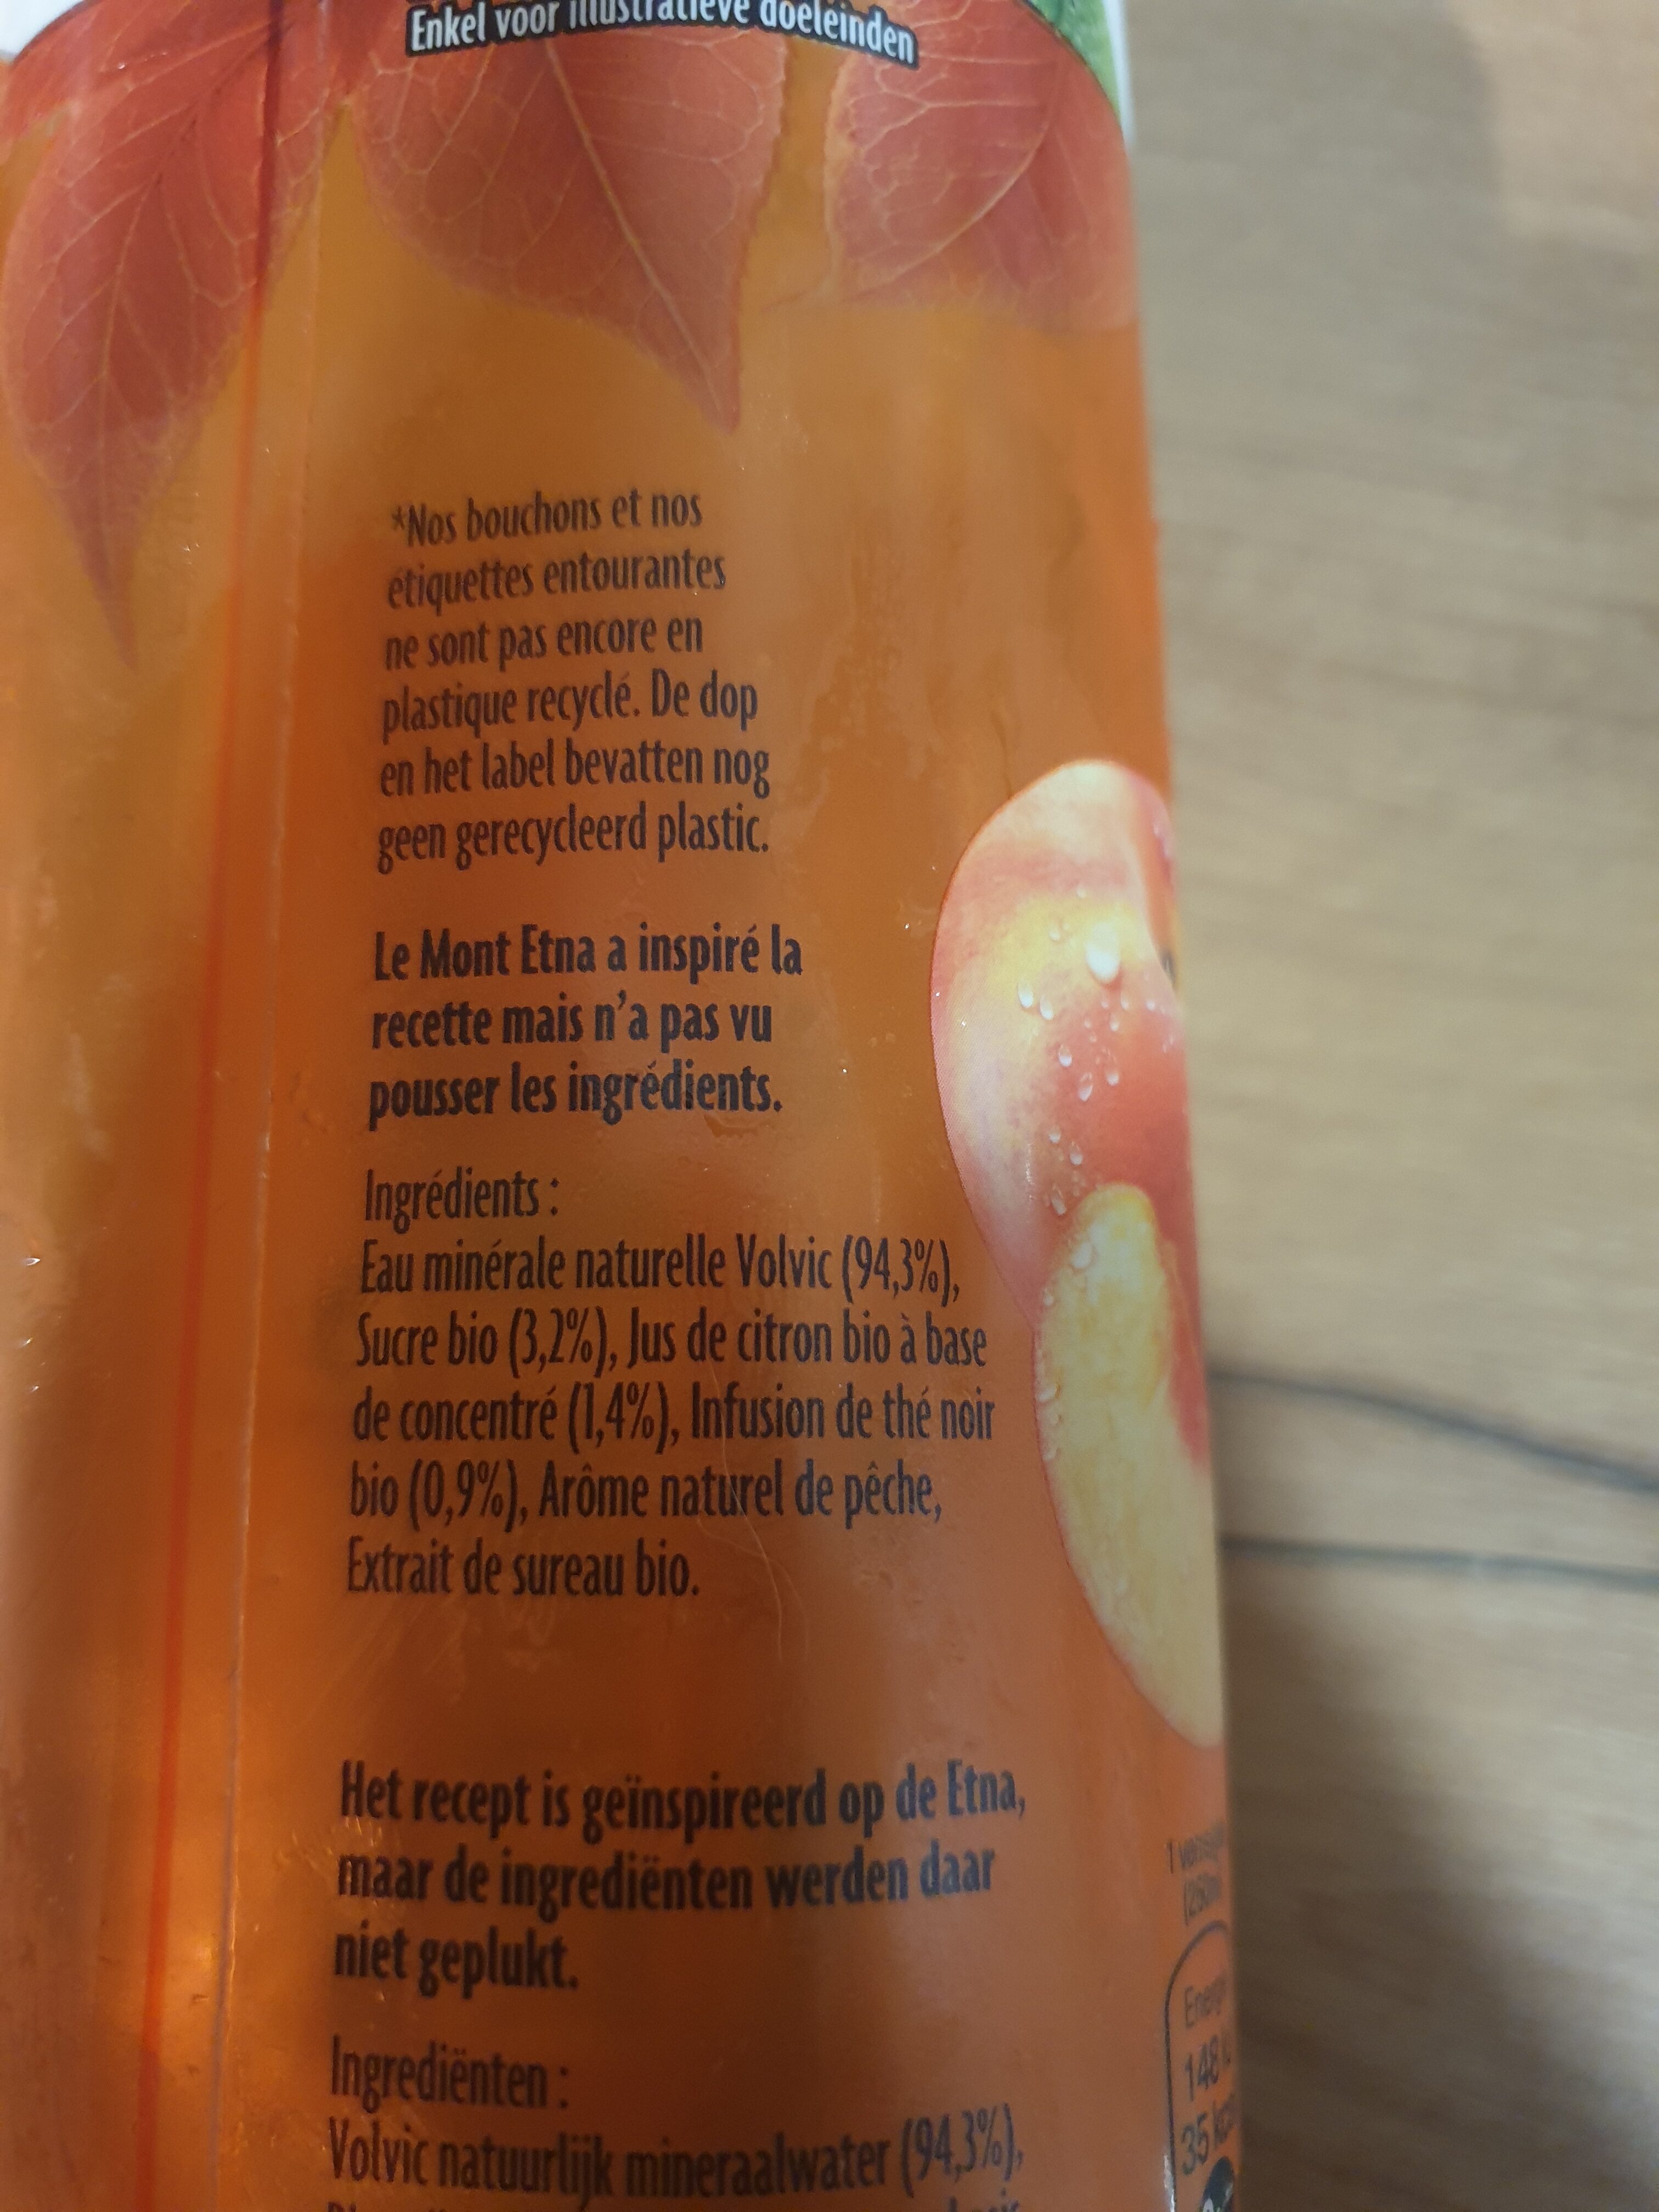 Enkel voor illustratieve doeleinden
*Nos bouchons et nos
étiquettes entourantes
ne sont pas encore en
plastique recyclé. De dop
en het label bevatten nog
geen gerecycleerd plastic.
Le Mont Etna a inspiré la
recette mais n'a pas vu
pousser les ingrédients.
Ingrédients :
Eau minérale naturelle Volvic (94,3%),
Sucre bio (3,2%), Jus de citron bio à base
de concentré (1,4%), Infusion de thé noir
bio (0,9%), Arôme naturel de pêche,
Extrait de sureau bio.
Het recept is geïnspireerd op de Etna,
maar de ingrediënten werden daar
niet geplukt.
Ingrediënten :
Volvic natuurlijk mineraalwater (94,3%),
1
148
35